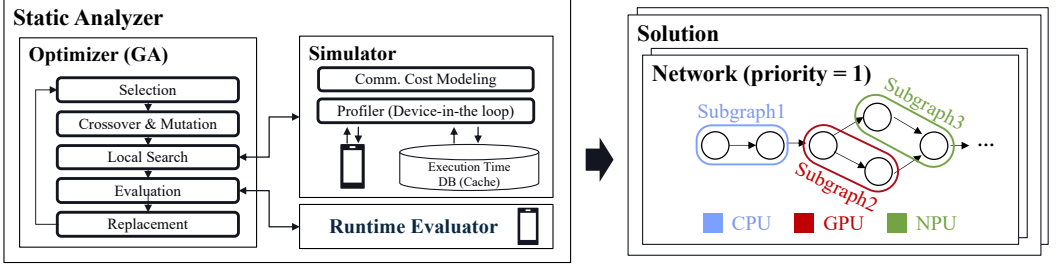 Static Analyzer
Optimizer (GA)
Selection
Crossover & Mutation
Local Search
Evaluation
Replacement
Simulator
Comm. Cost Modeling
Profiler (Device-in-the loop)
Execution Time
DB (Cache)
Runtime Evaluator
Solution
Network (priority = 1)
Subgraph1
Subgraph2
Subgraph3
...
CPU
GPU
NPU